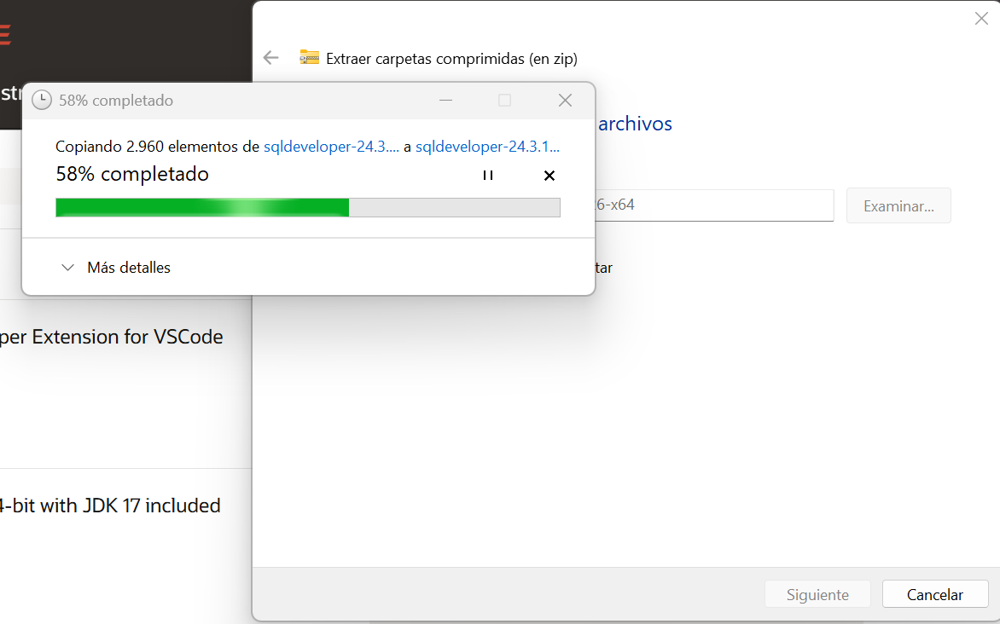 Extraer carpetas comprimidas (en zip)
58% completado
Copiando 2.960 elementos de sqldeveloper-24.3.... a sqldeveloper-24.3.1...
58% completado
Más detalles
archivos
6-x64
Examinar...
tar
per Extension for VSCode
4-bit with JDK 17 included
Siguiente
Cancelar